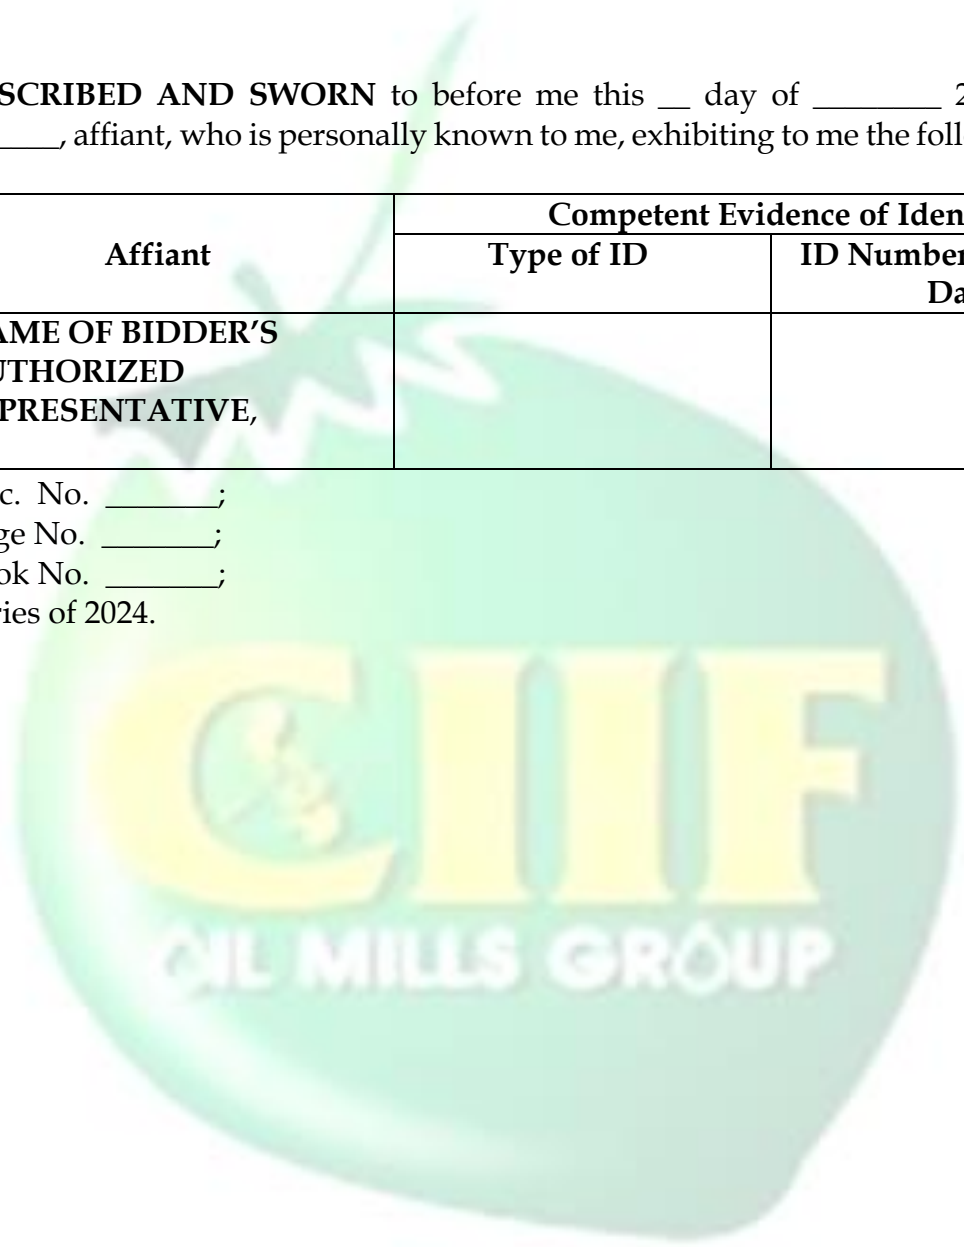 SCRIBED AND SWORN to before me this __ day of ________ 2
____, affiant, who is personally known to me, exhibiting to me the foll
Competent Evidence of Iden
Affiant
Type of ID
ID Number
Da
AME OF BIDDER’S
UTHORIZED
PRESENTATIVE,
c. No. _______;
ge No. _______;
ok No. _______;
ries of 2024.
CIIF
OIL MILLS GROUP